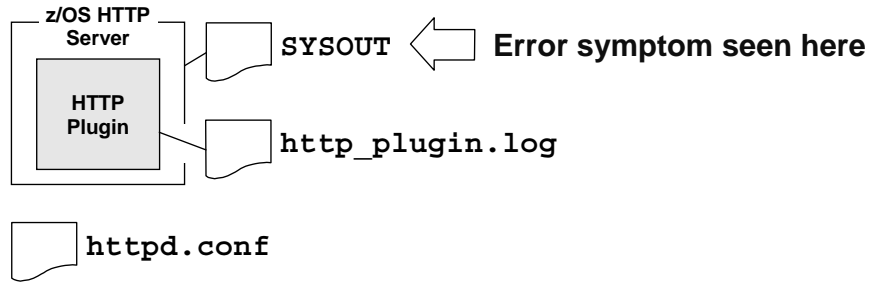 z/OS HTTP
Server
HTTP
Plugin
SYSOUT
Error symptom seen here
http_plugin.log
httpd.conf